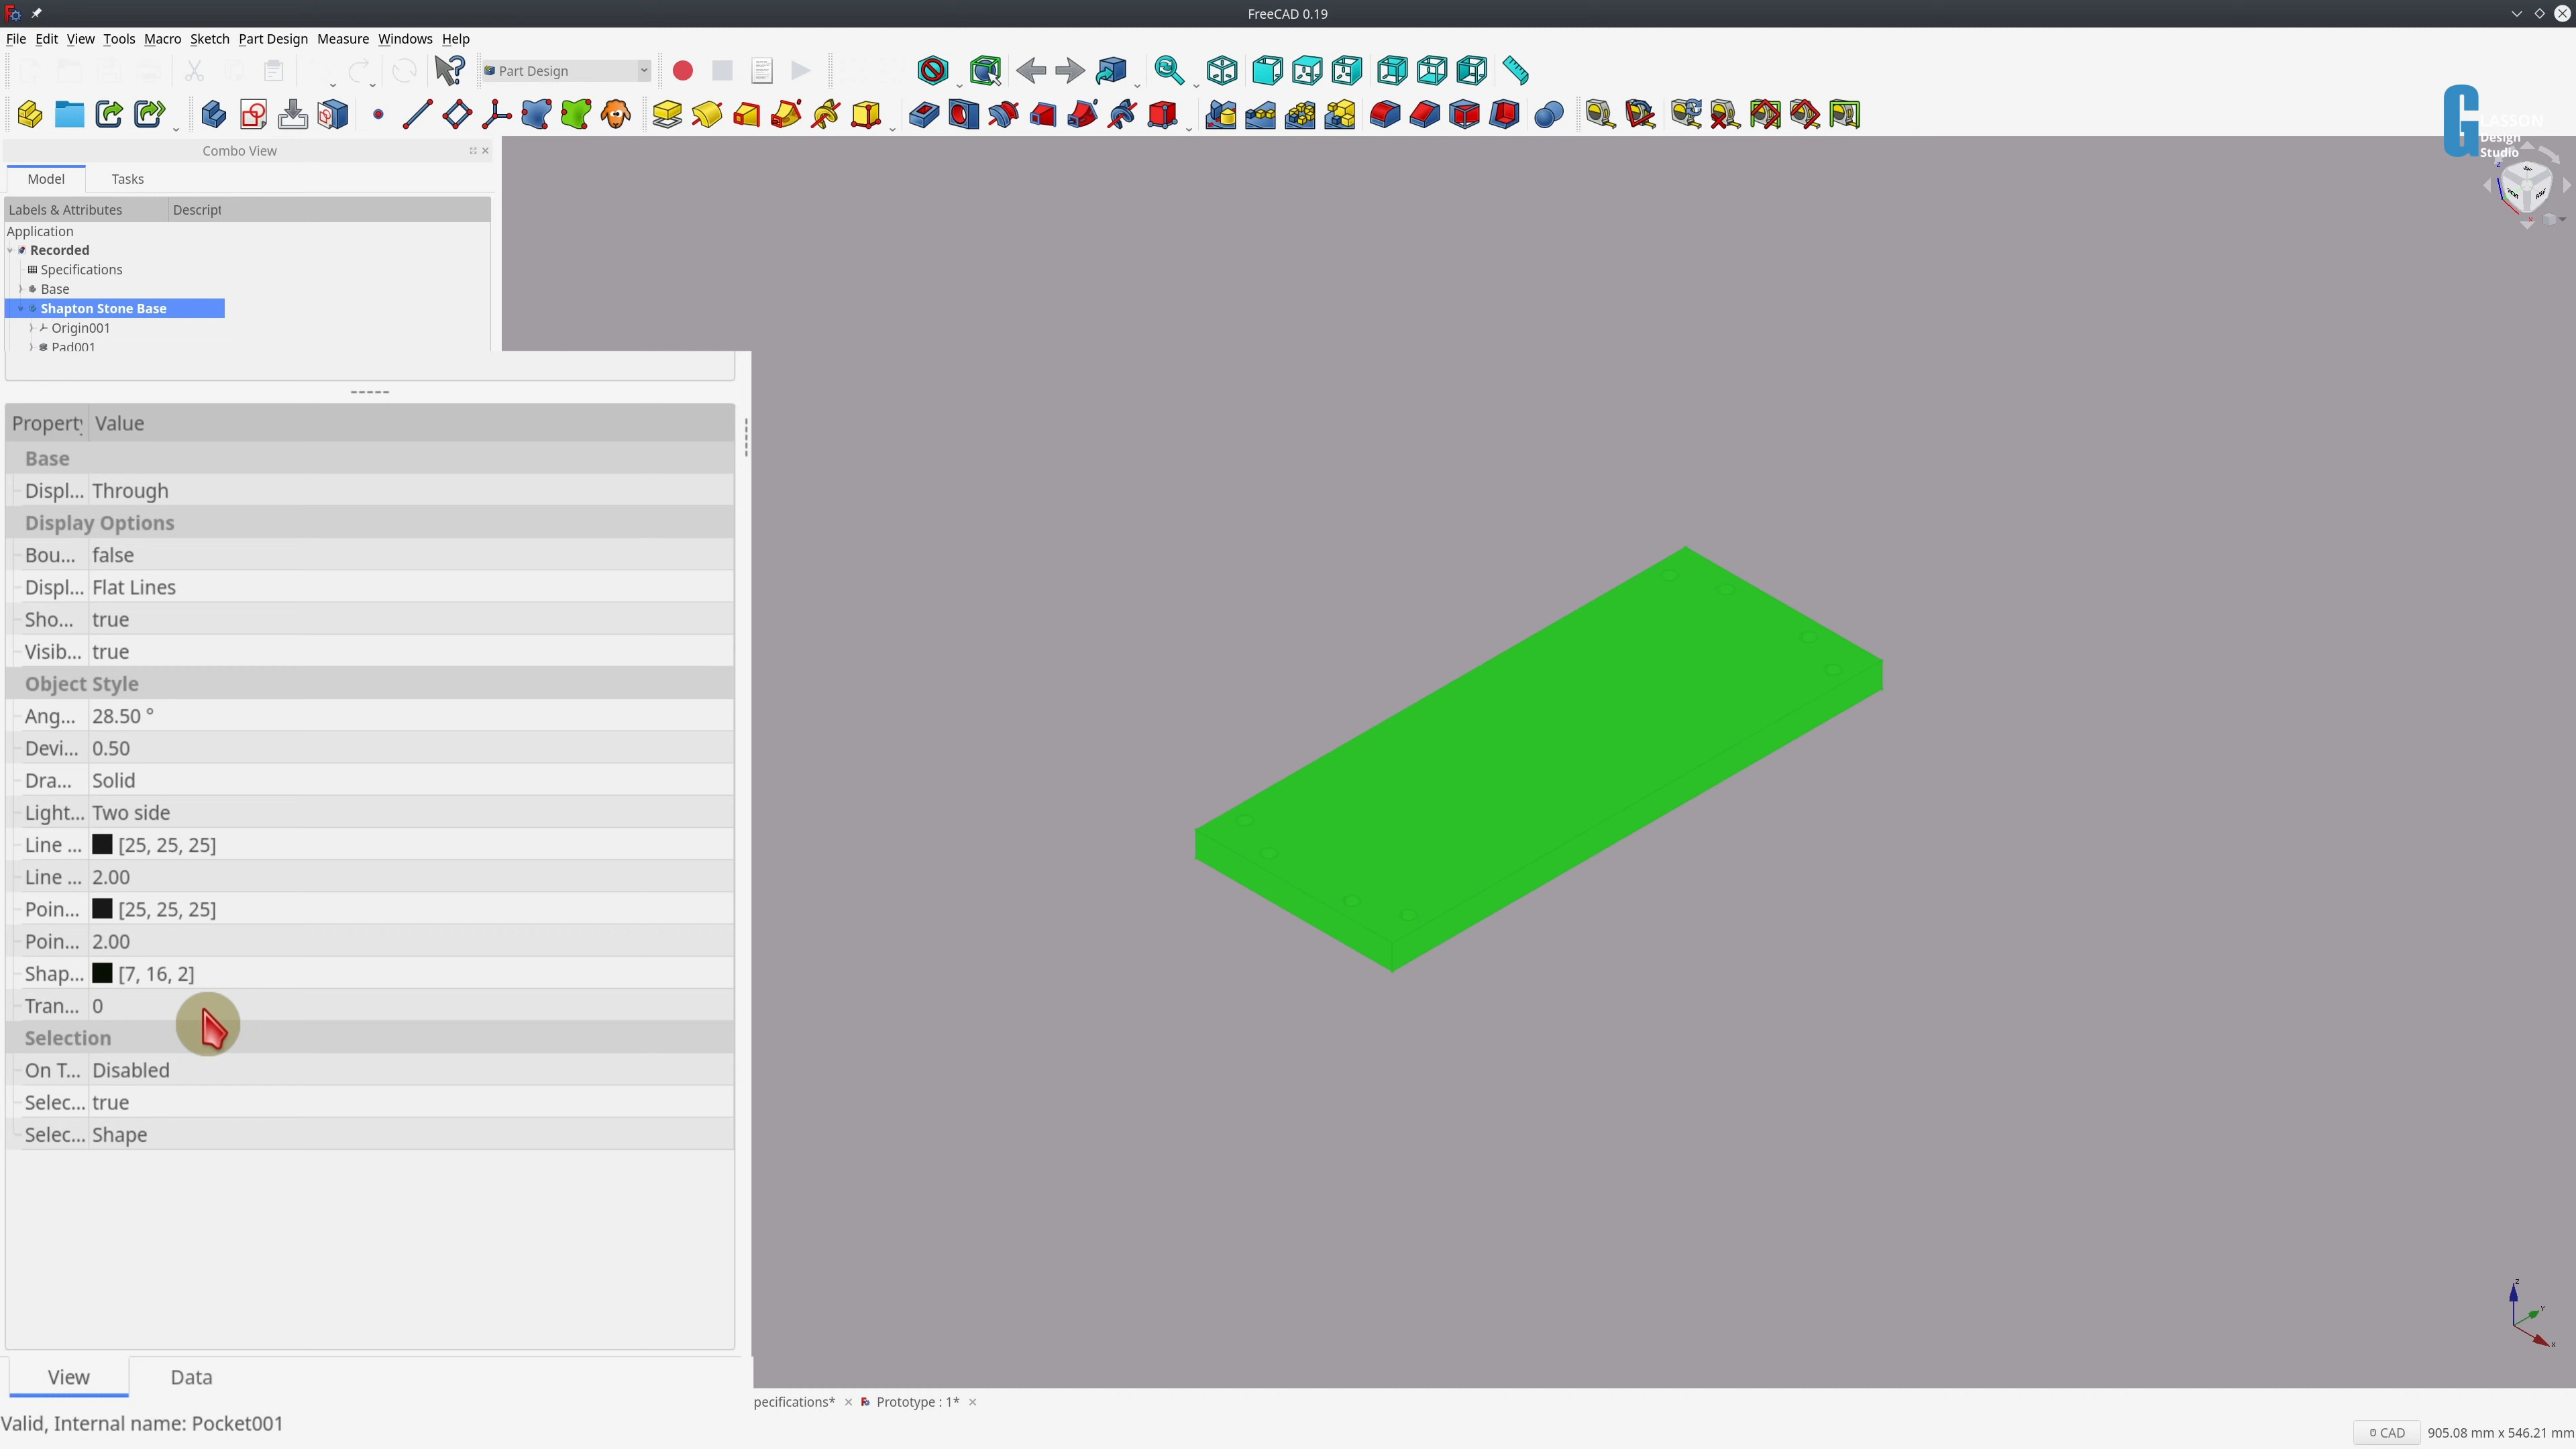 FreeCAD 0.19
File Edit View Tools Macro Sketch Part Design Measure Windows Help
Part Design
LASSON
Design
Studio
Combo View
Model Tasks
Labels & Attributes Descript
Application
Recorded
Specifications
Base
Shapton Stone Base
Origin001
Pad001
Property Value
Base
Displ... Through
Display Options
Bou... false
Displ... Flat Lines
Sho... true
Visib... true
Object Style
Ang... 28.50 °
Devi... 0.50
Dra... Solid
Light... Two side
Line ... [25, 25, 25]
Line ... 2.00
Poin... [25, 25, 25]
Poin... 2.00
Shap... [7, 16, 2]
Tran... 0
Selection
On T... Disabled
Selec... true
Selec... Shape
View Data
pecifications* Prototype : 1*
Valid, Internal name: Pocket001
CAD 905.08 mm x 546.21 mm
Z
Y
X